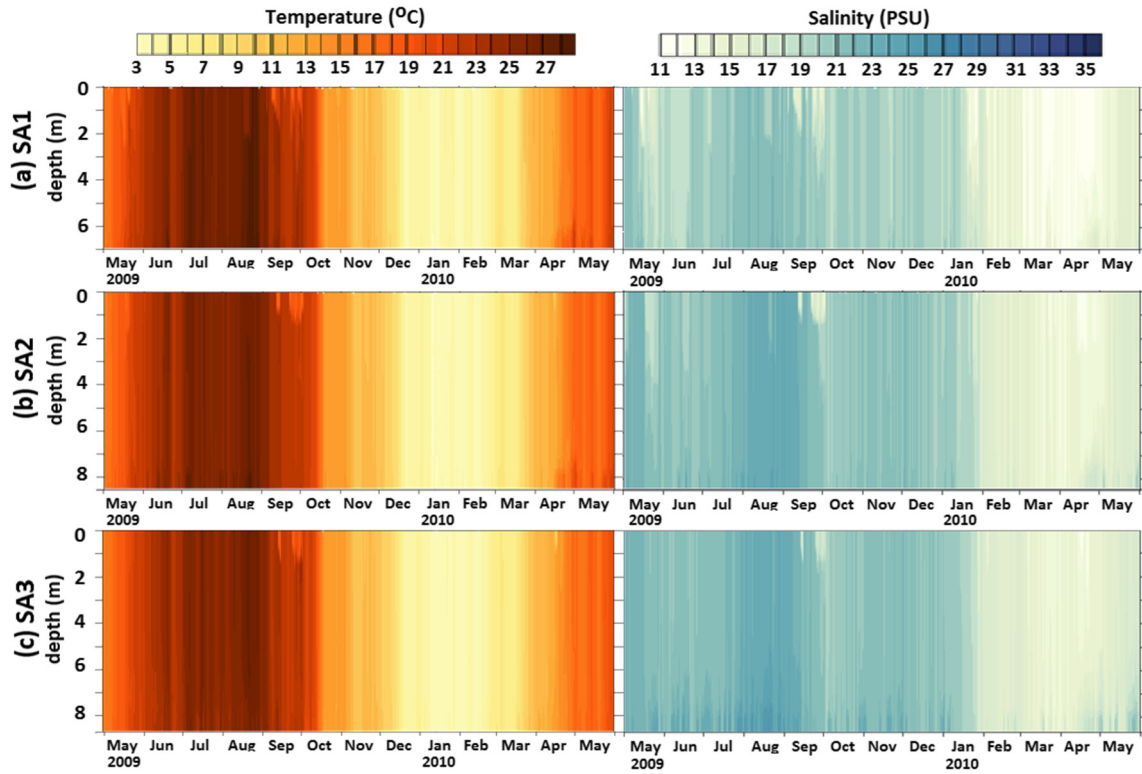 Temperature (⁰C) Salinity (PSU)
3 5 7 9 11 13 15 17 19 21 23 25 27 11 13 15 17 19 21 23 25 27 29 31 33 35
(a) SA1
depth (m)
0
2
4
6
May Jun Jul Aug Sep Oct Nov Dec Jan Feb Mar Apr May May Jun Jul Aug Sep Oct Nov Dec Jan Feb Mar Apr May
2009 2010 2009 2010
(b) SA2
depth (m)
0
2
4
6
8
May Jun Jul Aug Sep Oct Nov Dec Jan Feb Mar Apr May May Jun Jul Aug Sep Oct Nov Dec Jan Feb Mar Apr May
2009 2010 2009 2010
(c) SA3
depth (m)
0
2
4
6
8
May Jun Jul Aug Sep Oct Nov Dec Jan Feb Mar Apr May May Jun Jul Aug Sep Oct Nov Dec Jan Feb Mar Apr May
2009 2010 2009 2010